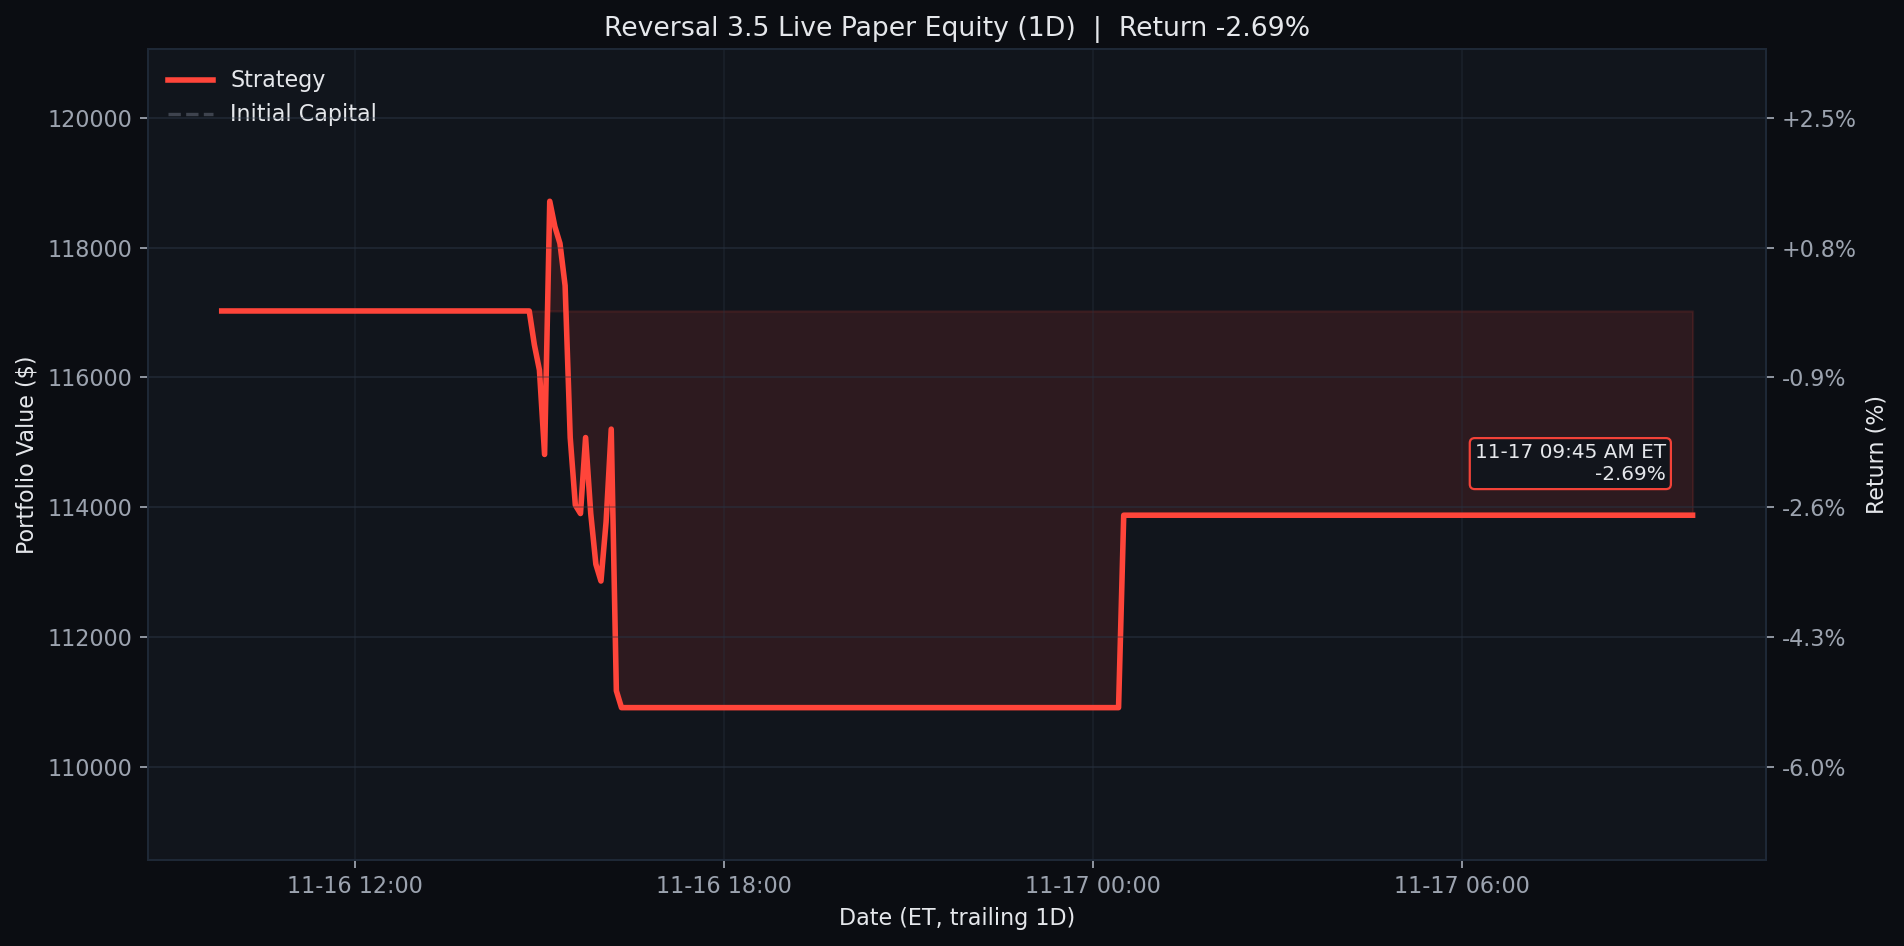 Reversal 3.5 Live Paper Equity (1D) | Return -2.69%
Strategy
Initial Capital
120000
118000
116000
114000
112000
110000
Portfolio Value ($)
+2.5%
+0.8%
-0.9%
-2.6%
-4.3%
-6.0%
Return (%)
11-17 09:45 AM ET
-2.69%
11-16 12:00
11-16 18:00
11-17 00:00
11-17 06:00
Date (ET, trailing 1D)